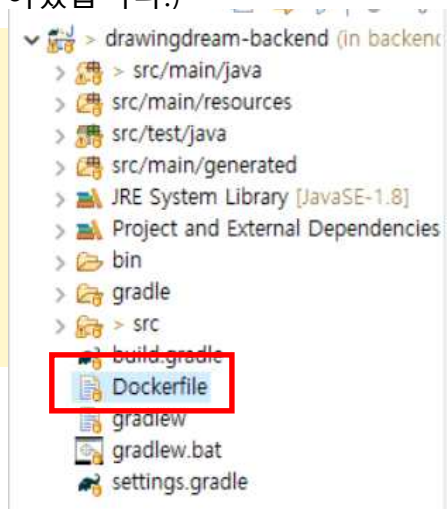 > drawingdream-backend (in backend
> src/main/java
src/main/resources
src/test/java
src/main/generated
JRE System Library [JavaSE-1.8]
Project and External Dependencies
bin
gradle
> src
build.gradle
Dockerfile
gradlew
gradlew.bat
settings.gradle